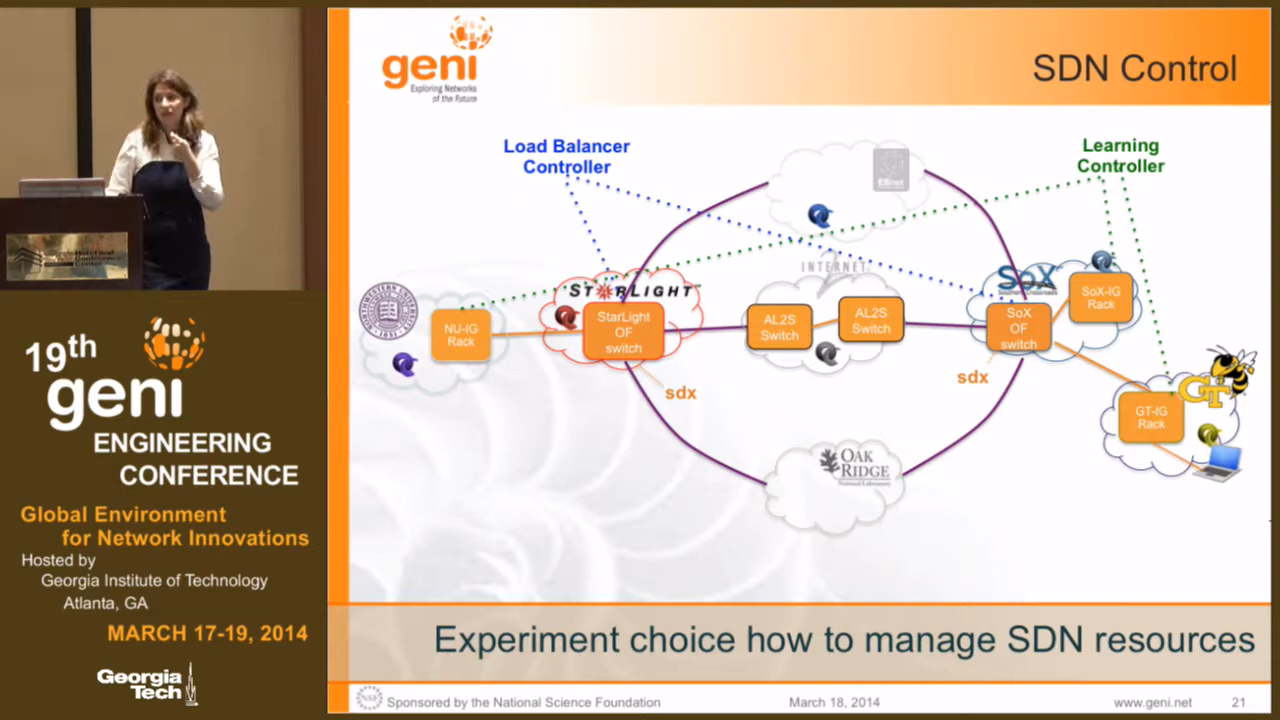 geni
Exploring Networks
of the Future
SDN Control
Load Balancer
Controller
Learning
Controller
ESnet
INTERNET
STARLIGHT
SoX
SoX-IG
Rack
NU-IG
Rack
StarLight
OF
switch
AL2S
Switch
AL2S
Switch
SoX
OF
switch
sdx
sdx
GT
GT-IG
Rack
OAK
RIDGE
National Laboratory
Experiment choice how to manage SDN resources
NSF
Sponsored by the National Science Foundation
March 18, 2014
www.geni.net
21
19th
geni
ENGINEERING
CONFERENCE
Global Environment
for Network Innovations
Hosted by
Georgia Institute of Technology
Atlanta, GA
MARCH 17-19, 2014
Georgia
Tech